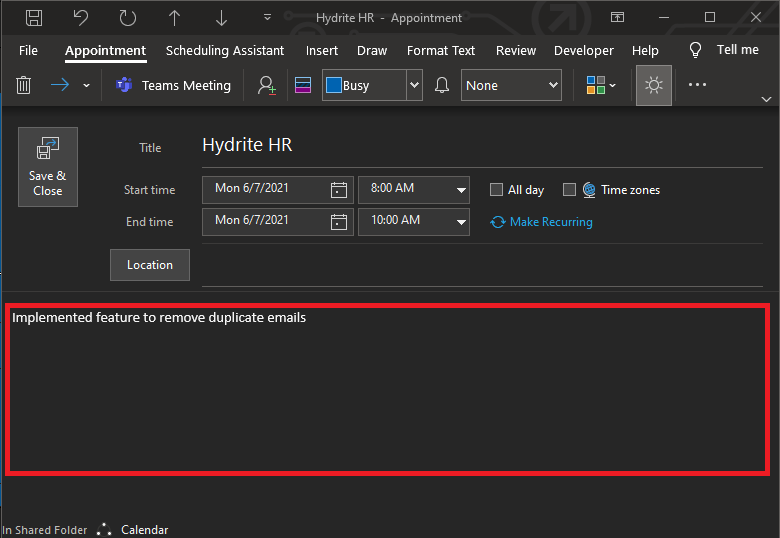 Hydrite HR - Appointment
File Appointment Scheduling Assistant Insert Draw Format Text Review Developer Help Tell me
Teams Meeting Busy None
Save & Close
Title Hydrite HR
Start time Mon 6/7/2021 8:00 AM All day Time zones
End time Mon 6/7/2021 10:00 AM Make Recurring
Location
Implemented feature to remove duplicate emails
In Shared Folder Calendar